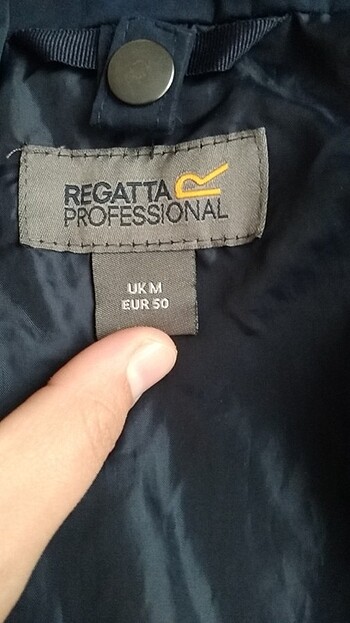 REGATTA
PROFESSIONAL
UK M
EUR 50